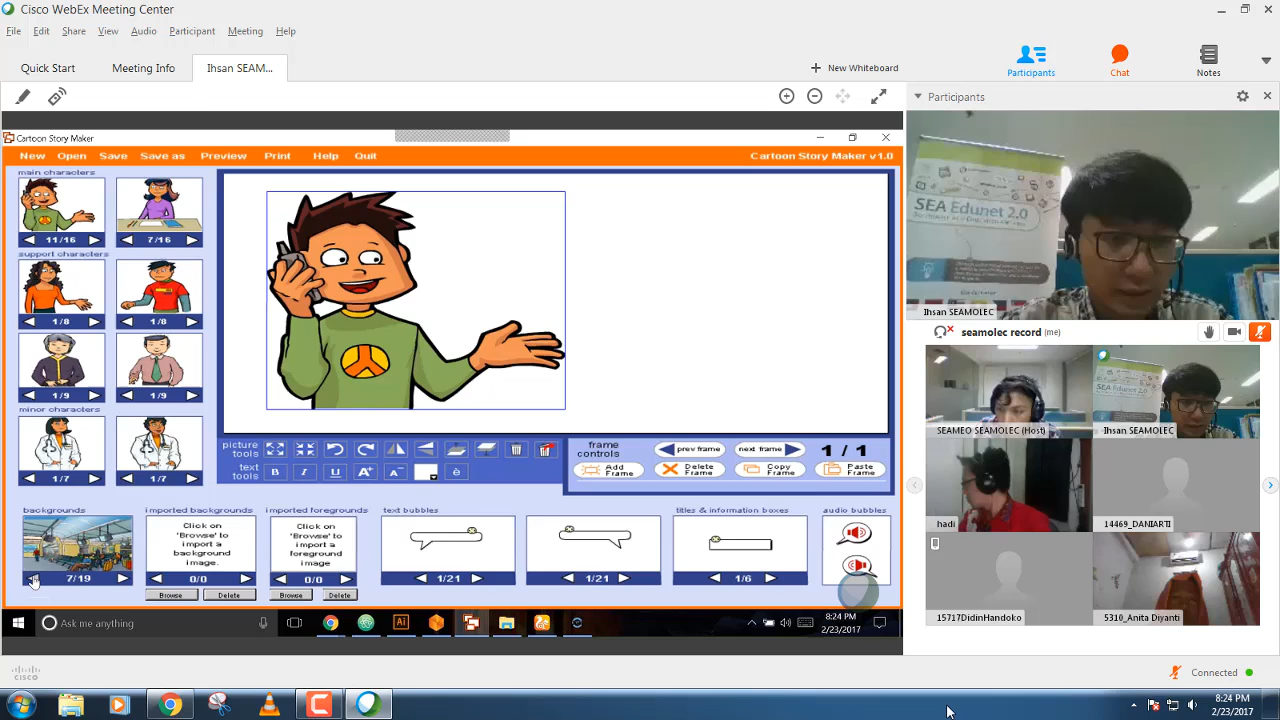 Cisco WebEx Meeting Center
File Edit Share View Audio Participant Meeting Help
Quick Start Meeting Info Ihsan SEAM... New Whiteboard
Participants Chat Notes
Participants
Cartoon Story Maker
New Open Save Save as Preview Print Help Quit Cartoon Story Maker v1.0
main characters
11/16 7/16
support characters
1/8 1/8
1/9 1/9
minor characters
1/7 1/7
picture tools
text tools
B I U A+ A- è
frame controls
prev frame next frame 1 / 1
Add Frame Delete Frame Copy Frame Paste Frame
backgrounds imported backgrounds imported foregrounds text bubbles titles & information boxes audio bubbles
Click on 'Browse' to import a background image.
Click on 'Browse' to import a foreground image
7/19 0/0 0/0 1/21 1/21 1/6
Browse Delete Browse Delete
Ask me anything
8:24 PM
2/23/2017
SEA Edunet 2.0
Ihsan SEAMOLEC
seamolec record (me)
SEAMEO SEAMOLEC (Host) Ihsan SEAMOLEC
hadi 14469_DANIARTI
15717DidinHandoko 5310_Anita Diyanti
cisco
Connected
8:24 PM
2/23/2017